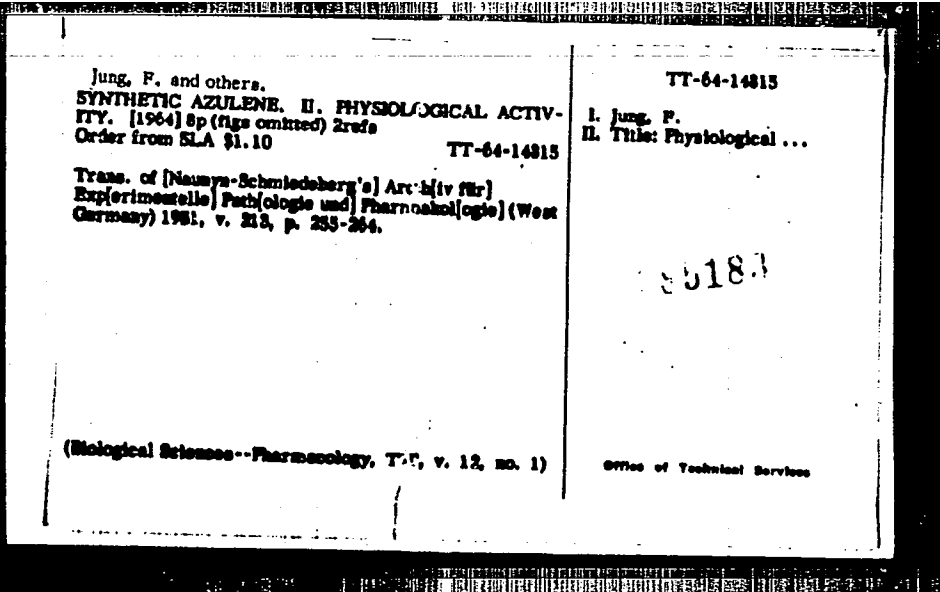 Jung, F. and others.
SYNTHETIC AZULENE. II. PHYSIOLOGICAL ACTIV-
ITY. [1964] 8p (figs omitted) 2refs
Order from SLA $1.10 TT-64-14815
Trans. of [Naunyn-Schmiedeberg's] Arch[iv für]
Exp[erimentelle] Path[ologie und] Pharmakol[ogie] (West
Germany) 1951, v. 213, p. 255-264.
(Biological Sciences--Pharmacology, TT, v. 12, no. 1)
TT-64-14815
I. Jung, F.
II. Title: Physiological ...
Office of Technical Services